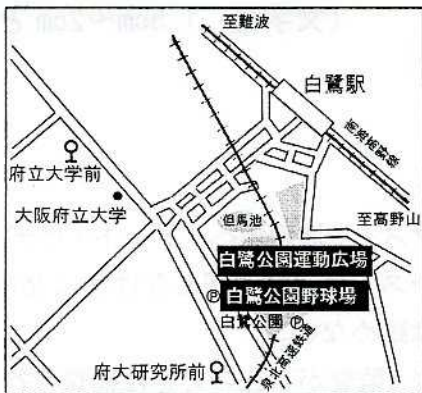 至難波
白鷺駅
南海高野線
府立大学前
大阪府立大学
但馬池
至高野山
白鷺公園運動広場
Ⓟ 白鷺公園野球場
白鷺公園 Ⓟ
泉北高速鉄道
府大研究所前